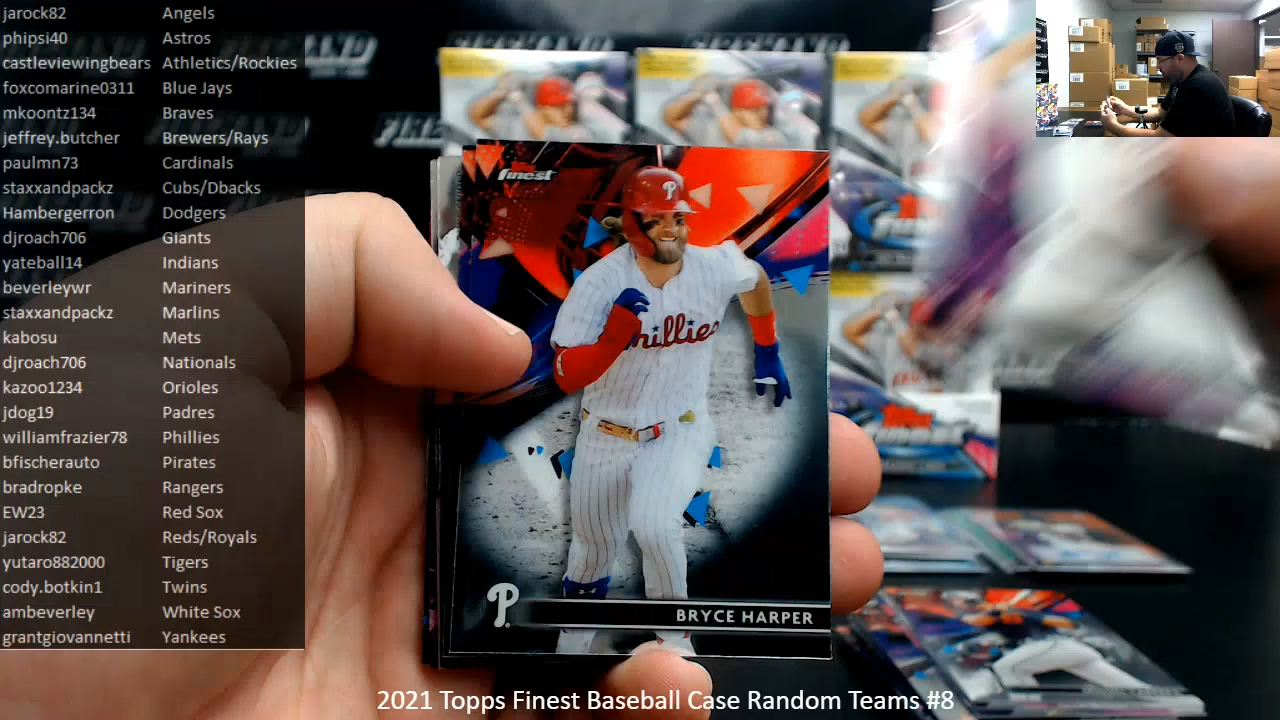 jarock82 Angels
phipsi40 Astros
castleviewingbears Athletics/Rockies
foxcomarine0311 Blue Jays
mkoontz134 Braves
jeffrey.butcher Brewers/Rays
paulmn73 Cardinals
staxxandpackz Cubs/Dbacks
Hambergerron Dodgers
djroach706 Giants
yateball14 Indians
beverleywr Mariners
staxxandpackz Marlins
kabosu Mets
djroach706 Nationals
kazoo1234 Orioles
jdog19 Padres
williamfrazier78 Phillies
bfischerauto Pirates
bradropke Rangers
EW23 Red Sox
jarock82 Reds/Royals
yutaro882000 Tigers
cody.botkin1 Twins
ambeverley White Sox
grantgiovannetti Yankees
Topps
finest
P
Phillies
P
BRYCE HARPER
Topps
finest
2021 Topps Finest Baseball Case Random Teams #8